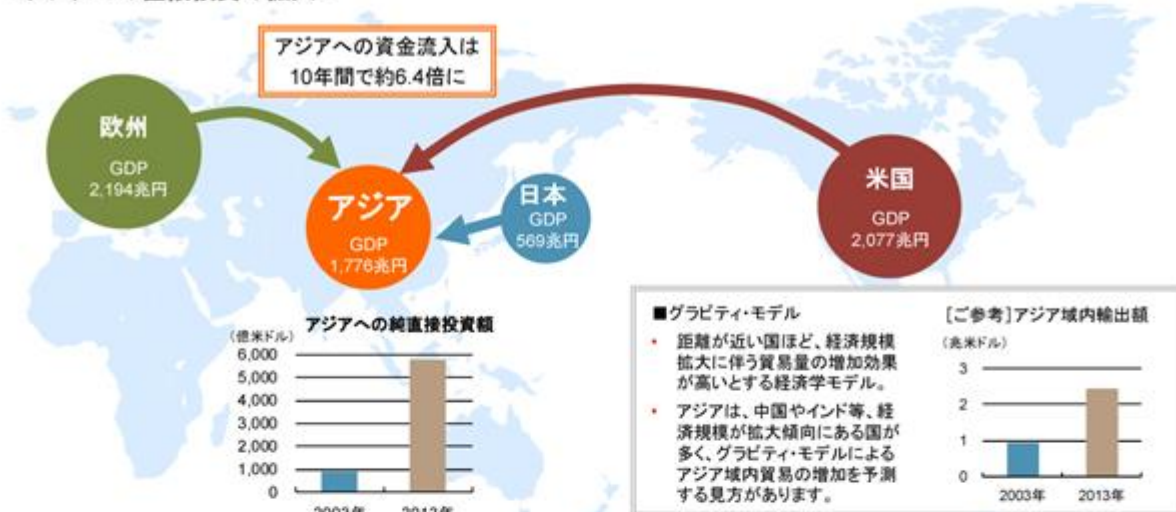 アジアへの資金流入は
10年間で約6.4倍に
欧州
GDP
2,194兆円
アジア
GDP
1,776兆円
日本
GDP
569兆円
米国
GDP
2,077兆円
アジアへの純直接投資額
(億米ドル)
6,000
5,000
4,000
3,000
2,000
1,000
0
2003年 2013年
■グラビティ・モデル
• 距離が近い国ほど、経済規模
拡大に伴う貿易量の増加効果
が高いとする経済学モデル。
• アジアは、中国やインド等、経
済規模が拡大傾向にある国が
多く、グラビティ・モデルによる
アジア域内貿易の増加を予測
する見方があります。
[ご参考]アジア域内輸出額
(兆米ドル)
3
2
1
0
2003年 2013年